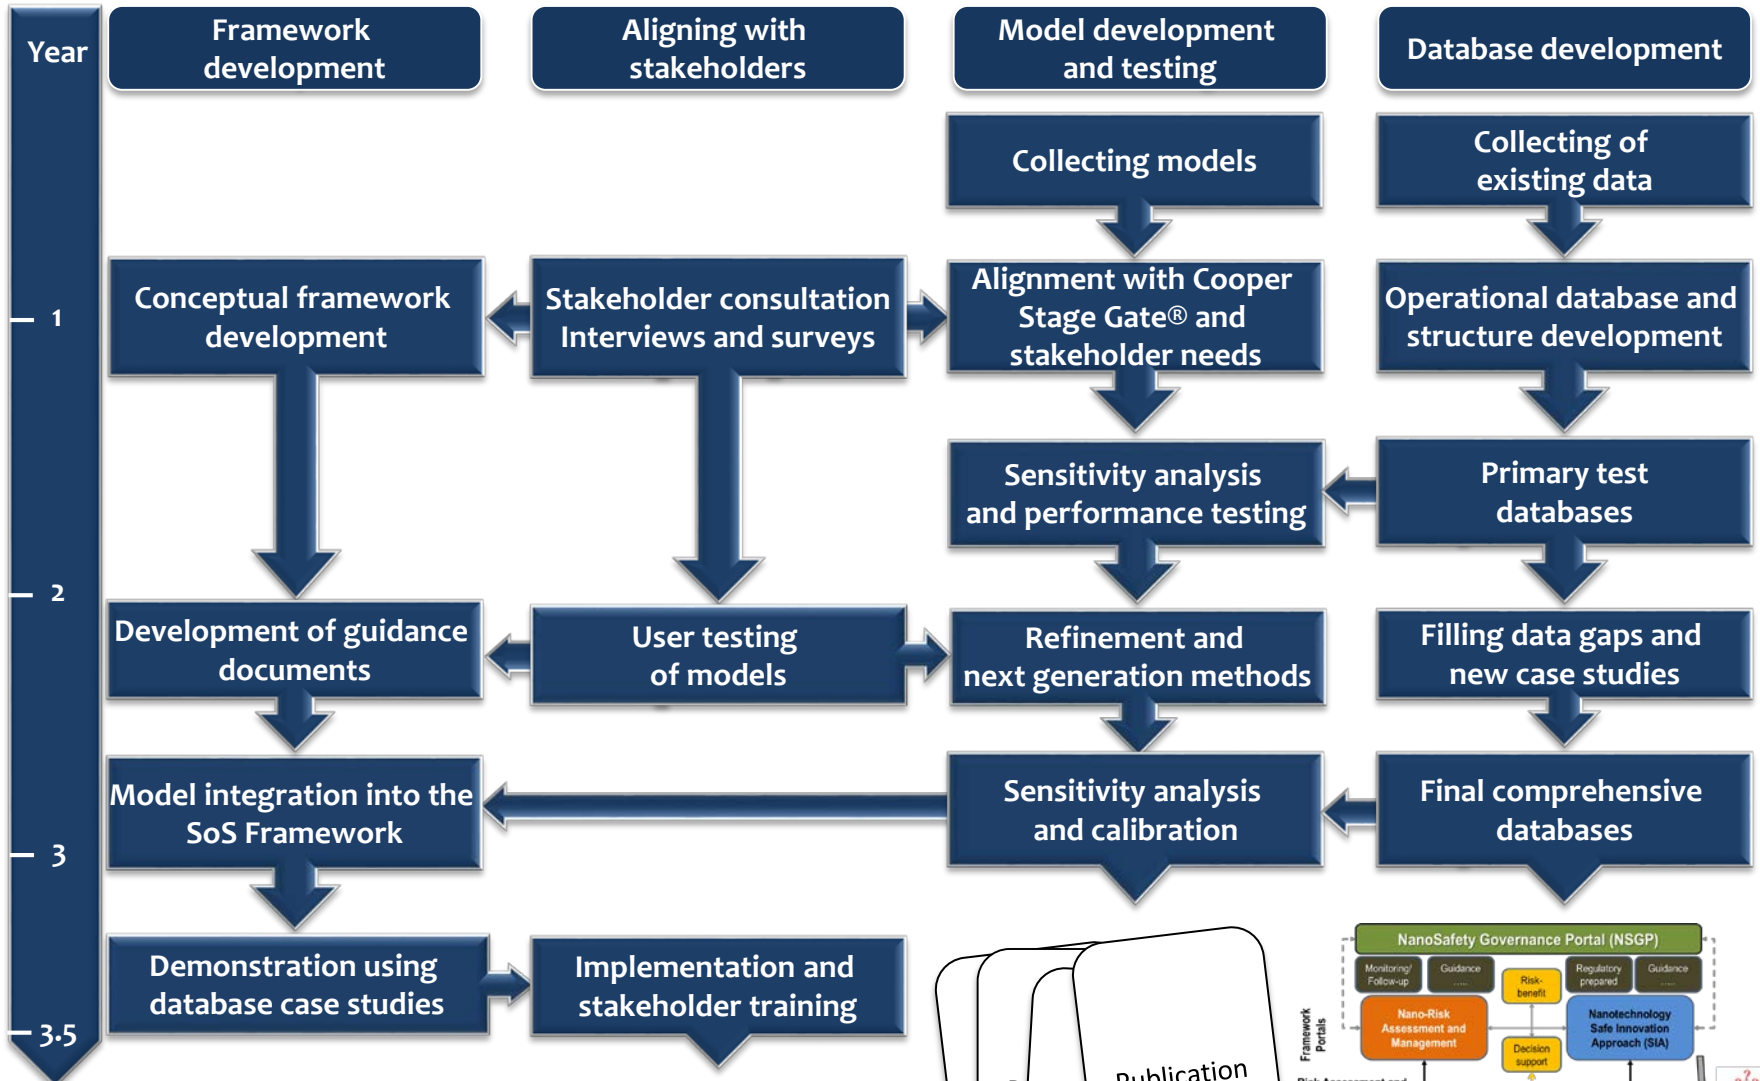 Year
Framework
development
Aligning with
stakeholders
Model development
and testing
Database development
Collecting models
Collecting of
existing data
1
Conceptual framework
development
Stakeholder consultation
Interviews and surveys
Alignment with Cooper
Stage Gate® and
stakeholder needs
Operational database and
structure development
Sensitivity analysis
and performance testing
Primary test
databases
2
Development of guidance
documents
User testing
of models
Refinement and
next generation methods
Filling data gaps and
new case studies
Model integration into the
SoS Framework
Sensitivity analysis
and calibration
Final comprehensive
databases
3
Demonstration using
database case studies
Implementation and
stakeholder training
3.5
Publication
NanoSafety Governance Portal (NSGP)
Monitoring/
Follow-up
Guidance
.....
Risk-
benefit
Regulatory
prepared
Guidance
.....
Framework
Portals
Nano-Risk
Assessment and
Management
Decision
support
Nanotechnology
Safe Innovation
Approach (SIA)
Risk Assessment and